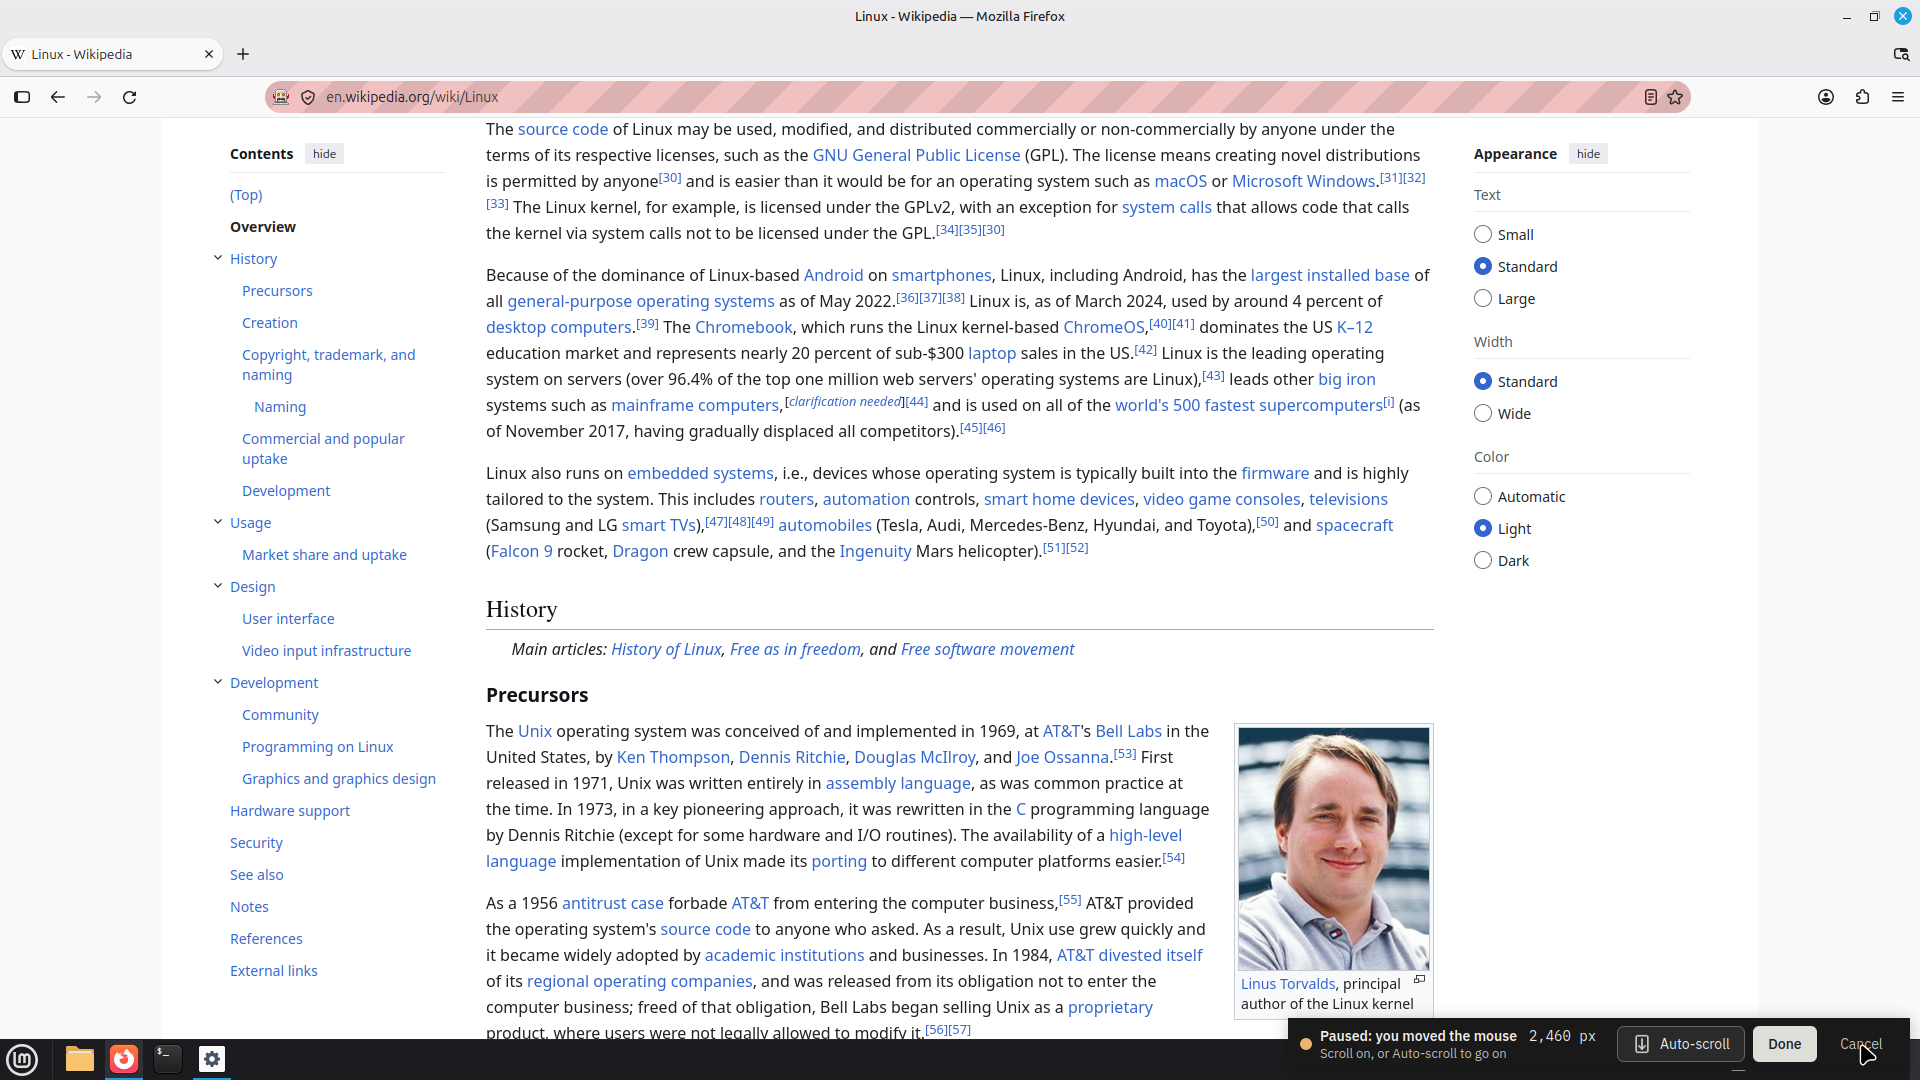 Linux - Wikipedia — Mozilla Firefox
Linux - Wikipedia
en.wikipedia.org/wiki/Linux
Contents hide
(Top)
Overview
History
Precursors
Creation
Copyright, trademark, and
naming
Naming
Commercial and popular
uptake
Development
Usage
Market share and uptake
Design
User interface
Video input infrastructure
Development
Community
Programming on Linux
Graphics and graphics design
Hardware support
Security
See also
Notes
References
External links
The source code of Linux may be used, modified, and distributed commercially or non-commercially by anyone under the
terms of its respective licenses, such as the GNU General Public License (GPL). The license means creating novel distributions
is permitted by anyone[30] and is easier than it would be for an operating system such as macOS or Microsoft Windows.[31][32]
[33] The Linux kernel, for example, is licensed under the GPLv2, with an exception for system calls that allows code that calls
the kernel via system calls not to be licensed under the GPL.[34][35][30]
Because of the dominance of Linux-based Android on smartphones, Linux, including Android, has the largest installed base of
all general-purpose operating systems as of May 2022.[36][37][38] Linux is, as of March 2024, used by around 4 percent of
desktop computers.[39] The Chromebook, which runs the Linux kernel-based ChromeOS,[40][41] dominates the US K–12
education market and represents nearly 20 percent of sub-$300 laptop sales in the US.[42] Linux is the leading operating
system on servers (over 96.4% of the top one million web servers' operating systems are Linux),[43] leads other big iron
systems such as mainframe computers,[clarification needed][44] and is used on all of the world's 500 fastest supercomputers[i] (as
of November 2017, having gradually displaced all competitors).[45][46]
Linux also runs on embedded systems, i.e., devices whose operating system is typically built into the firmware and is highly
tailored to the system. This includes routers, automation controls, smart home devices, video game consoles, televisions
(Samsung and LG smart TVs),[47][48][49] automobiles (Tesla, Audi, Mercedes-Benz, Hyundai, and Toyota),[50] and spacecraft
(Falcon 9 rocket, Dragon crew capsule, and the Ingenuity Mars helicopter).[51][52]
History
Main articles: History of Linux, Free as in freedom, and Free software movement
Precursors
The Unix operating system was conceived of and implemented in 1969, at AT&T's Bell Labs in the
United States, by Ken Thompson, Dennis Ritchie, Douglas McIlroy, and Joe Ossanna.[53] First
released in 1971, Unix was written entirely in assembly language, as was common practice at
the time. In 1973, in a key pioneering approach, it was rewritten in the C programming language
by Dennis Ritchie (except for some hardware and I/O routines). The availability of a high-level
language implementation of Unix made its porting to different computer platforms easier.[54]
As a 1956 antitrust case forbade AT&T from entering the computer business,[55] AT&T provided
the operating system's source code to anyone who asked. As a result, Unix use grew quickly and
it became widely adopted by academic institutions and businesses. In 1984, AT&T divested itself
of its regional operating companies, and was released from its obligation not to enter the
computer business; freed of that obligation, Bell Labs began selling Unix as a proprietary
product, where users were not legally allowed to modify it.[56][57]
Linus Torvalds, principal
author of the Linux kernel
Appearance hide
Text
Small
Standard
Large
Width
Standard
Wide
Color
Automatic
Light
Dark
Paused: you moved the mouse 2,460 px
Scroll on, or Auto-scroll to go on
Auto-scroll
Done
Cancel